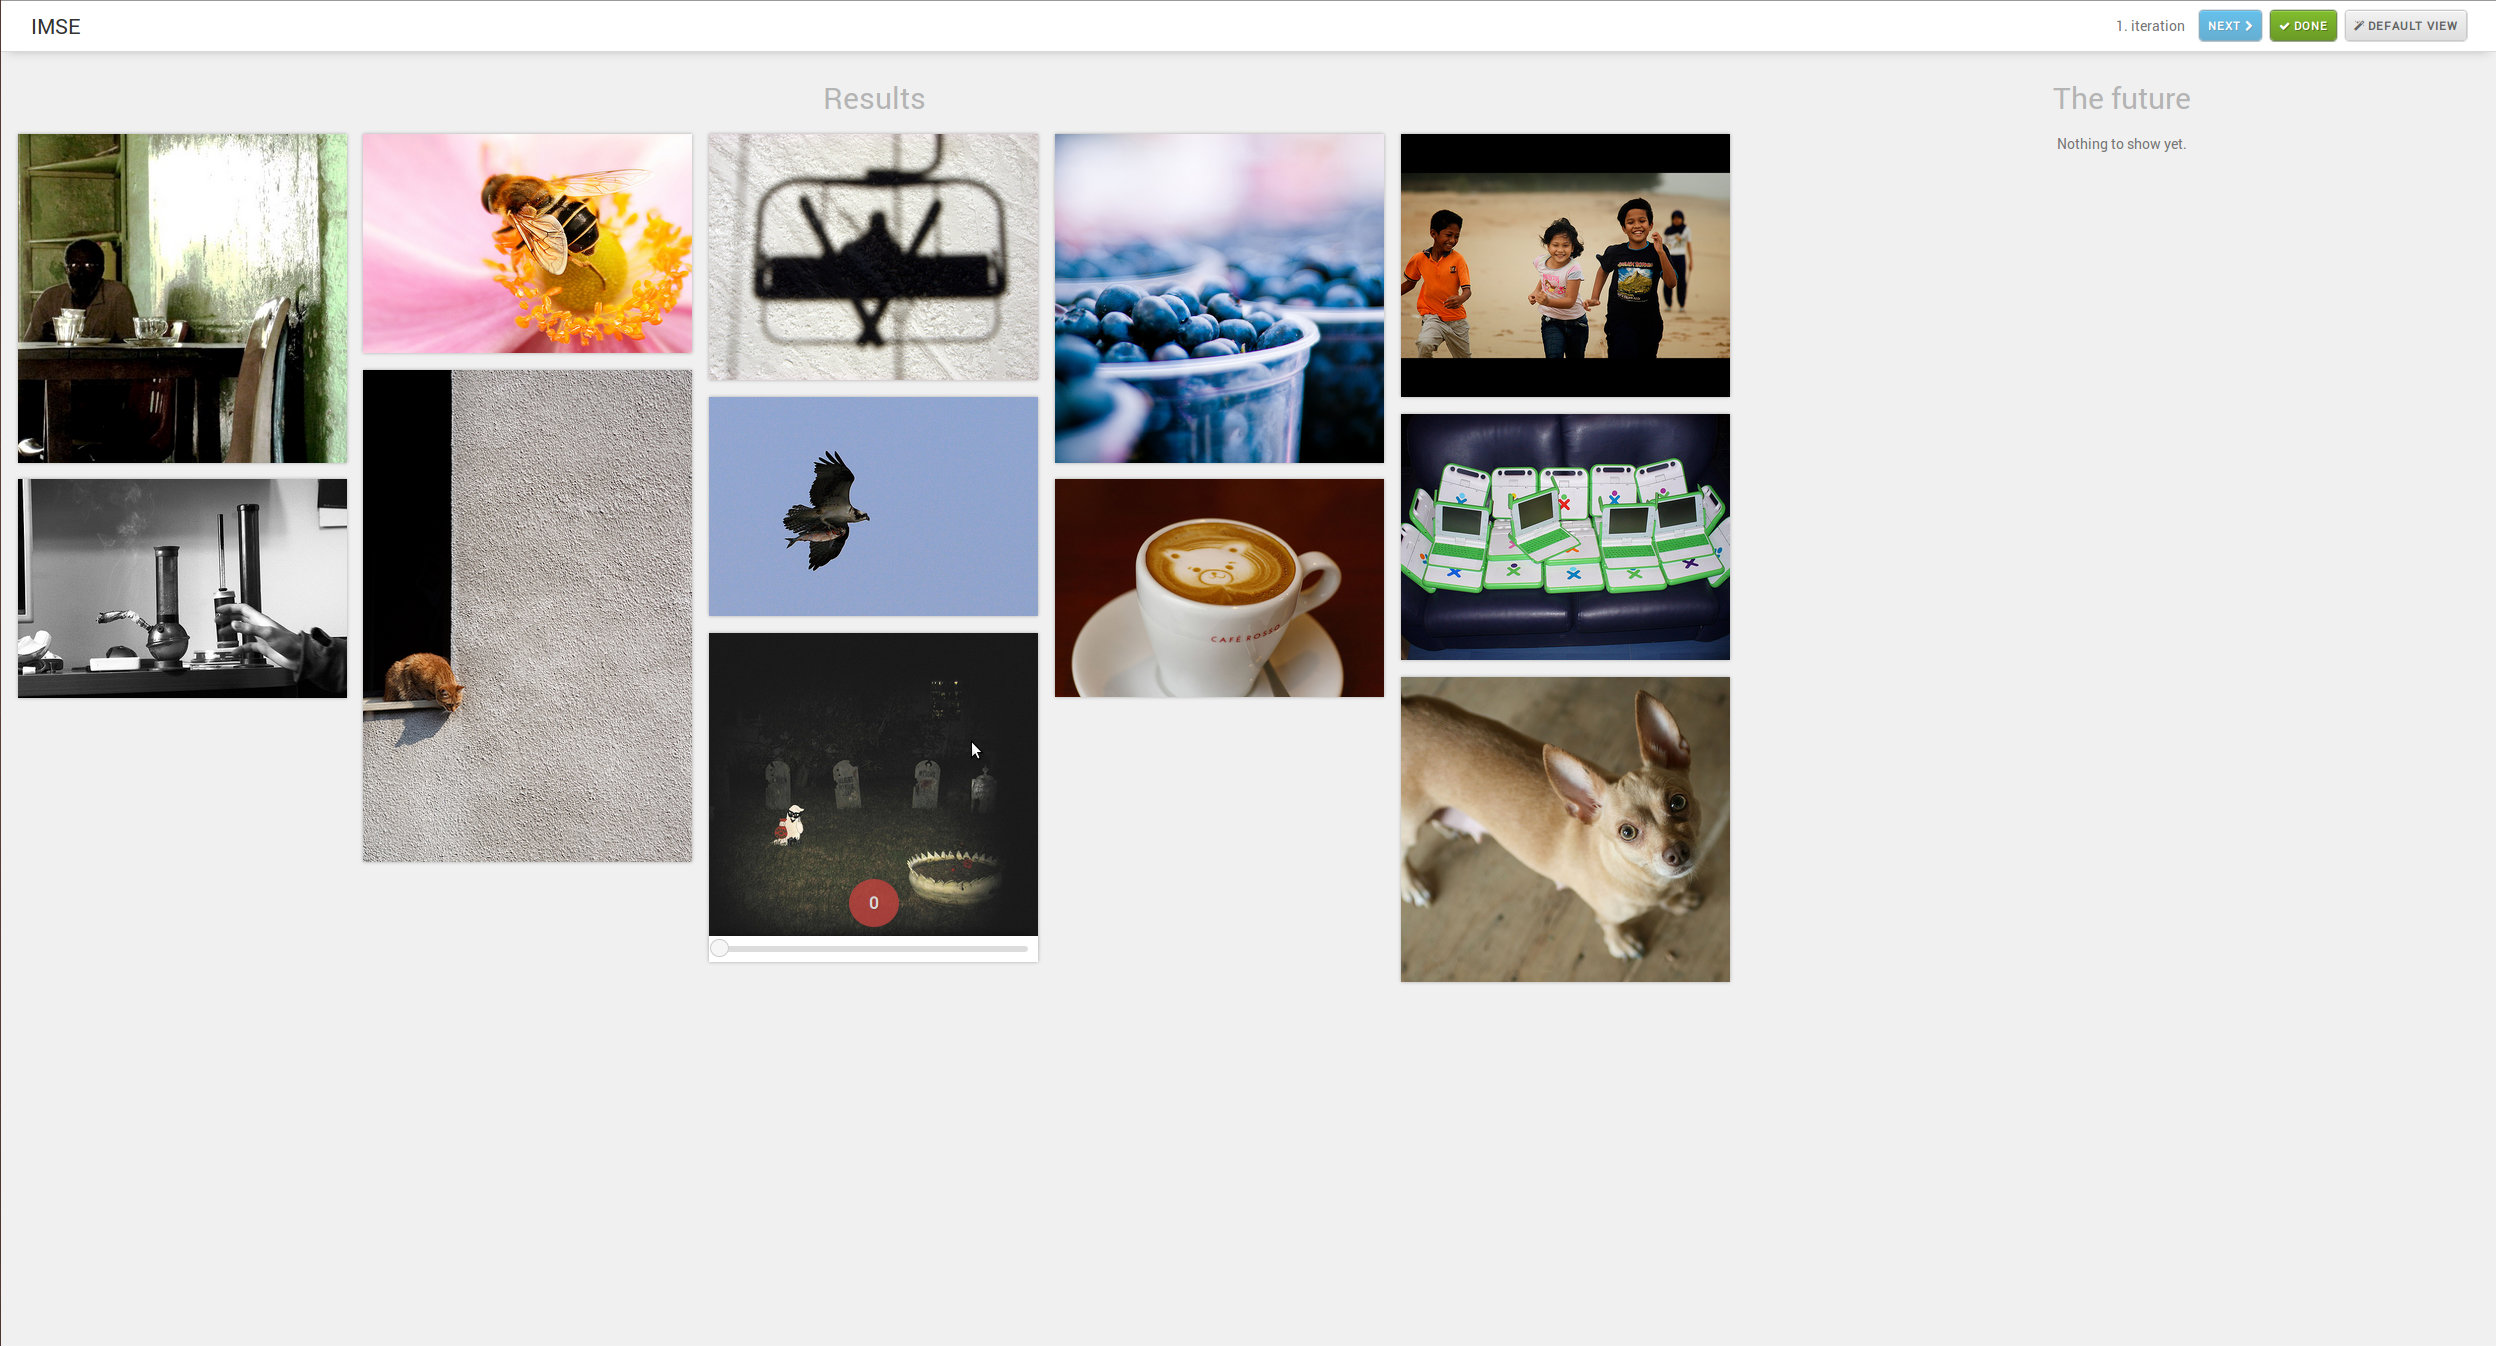 IMSE
1. iteration
NEXT
DONE
DEFAULT VIEW
Results
The future
Nothing to show yet.
CAFÉ ROSSO
0